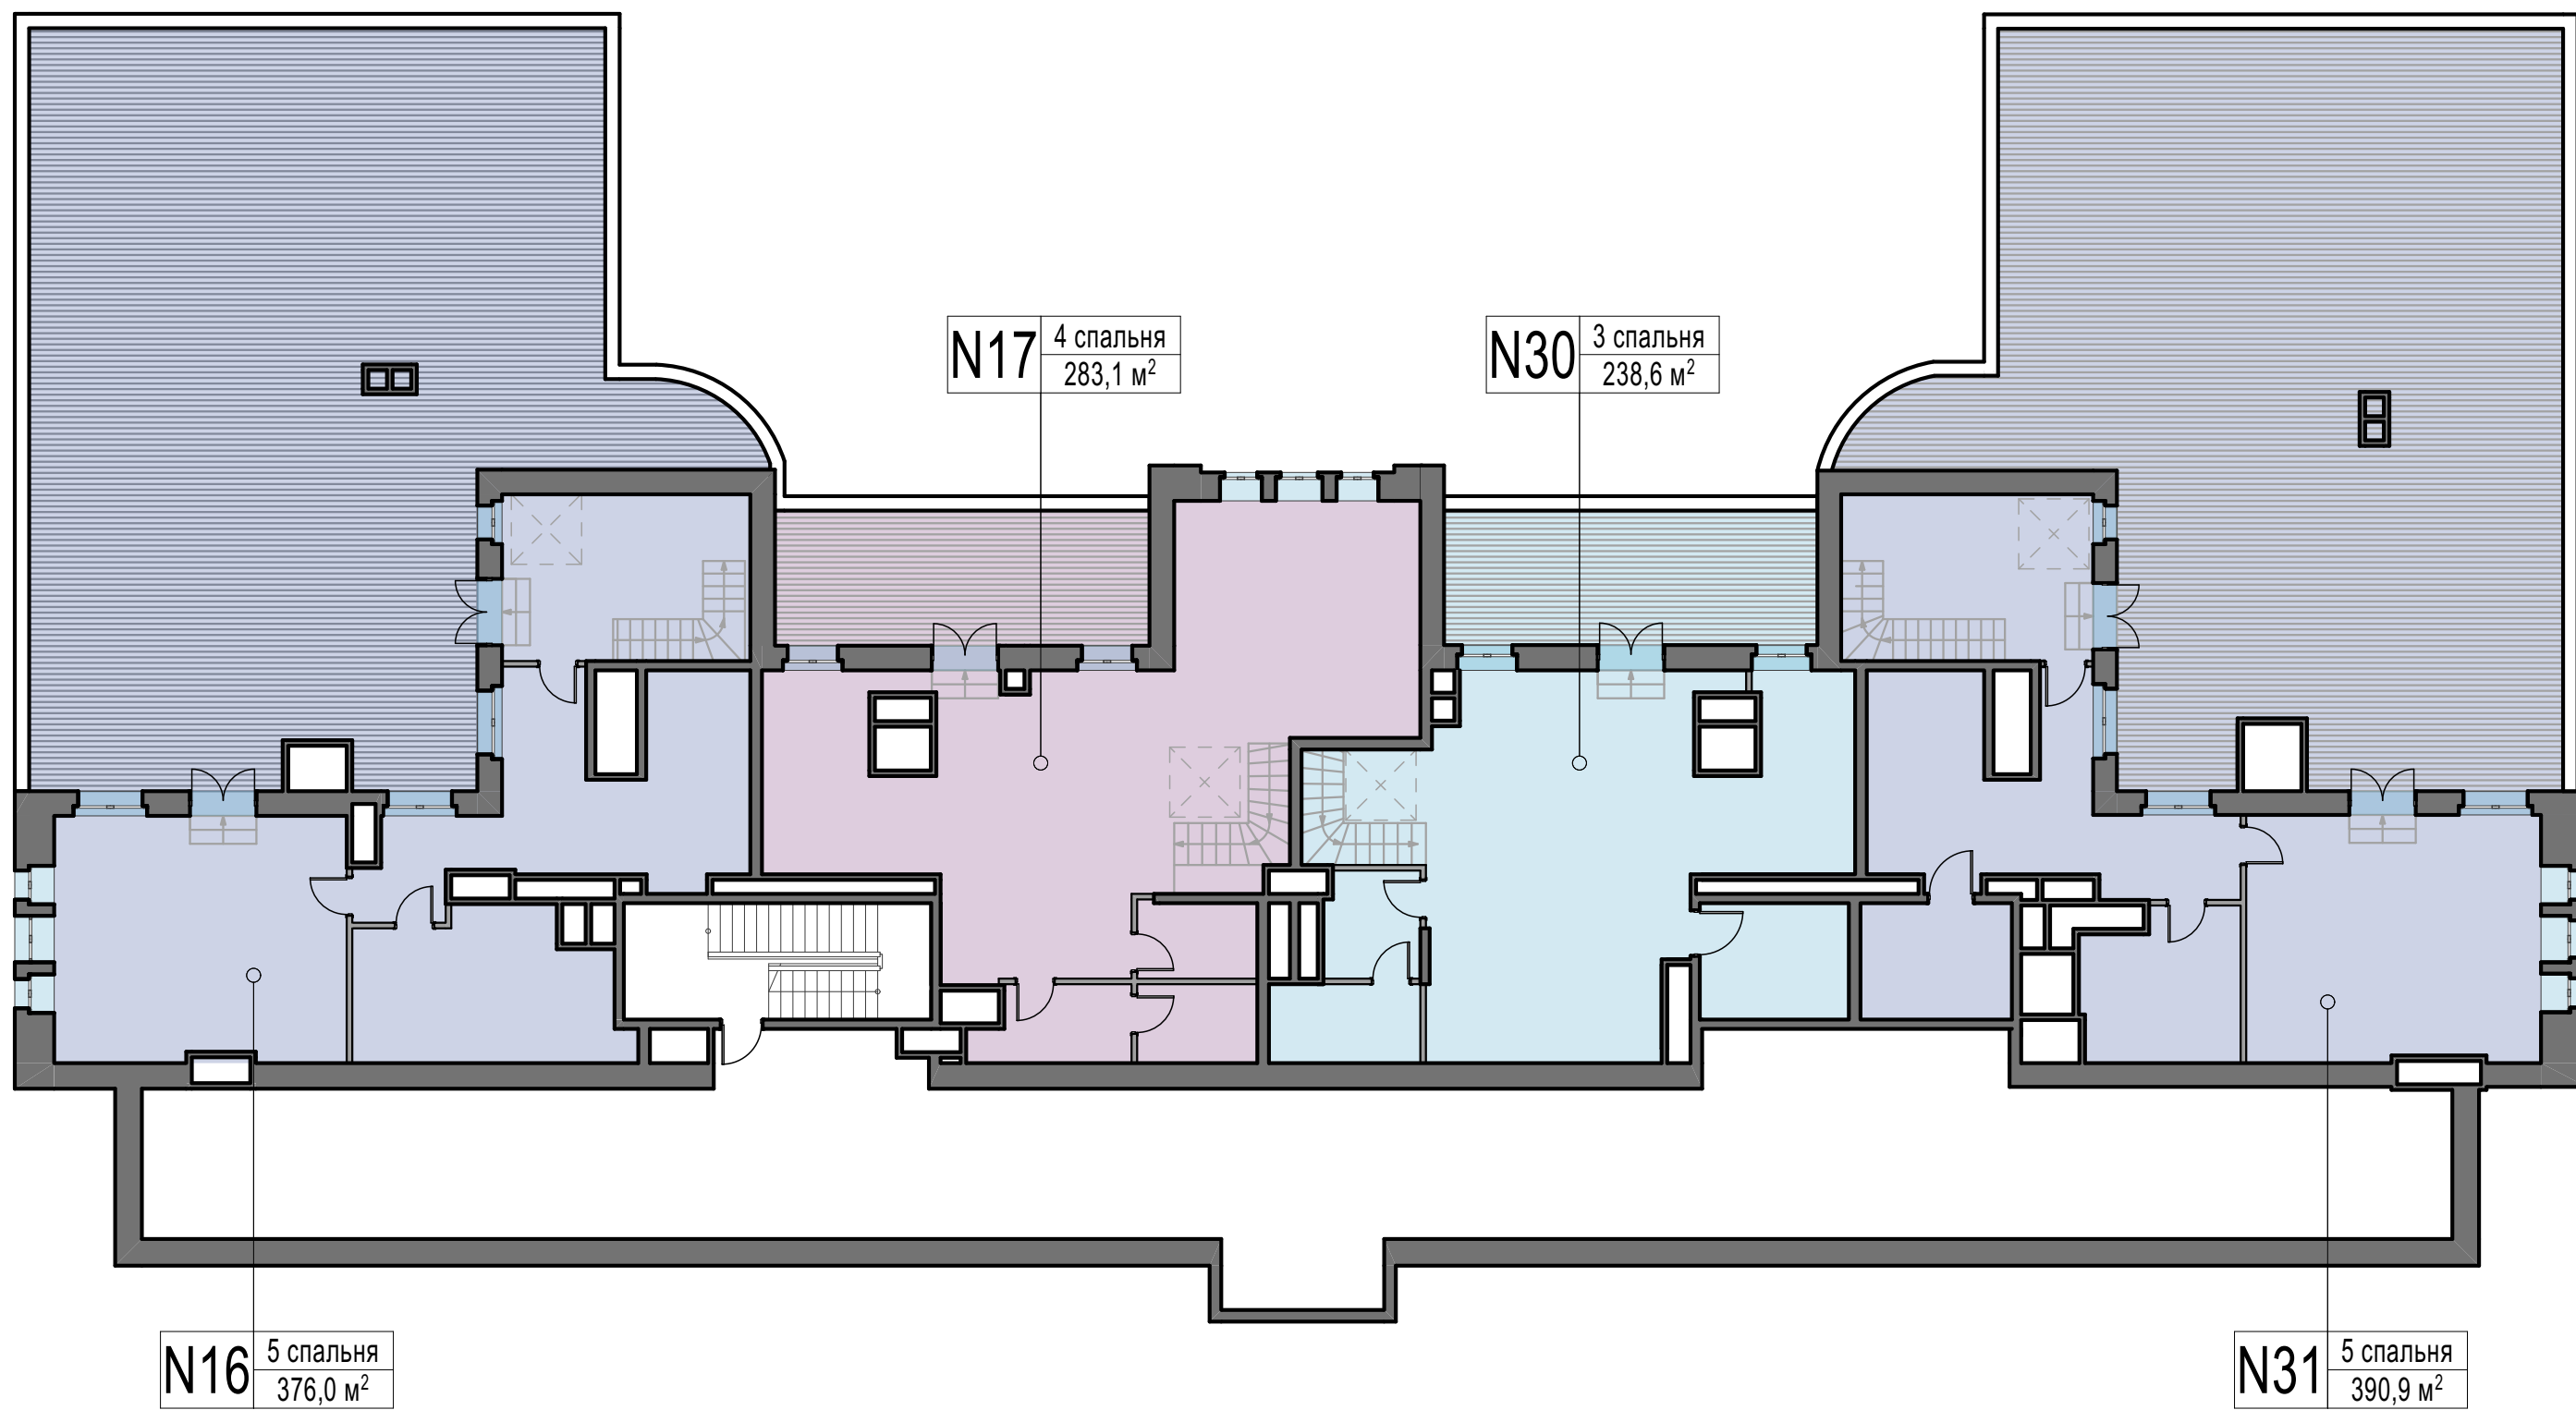 N17
4 спальня
283,1 м²
N30
3 спальня
238,6 м²
N16
5 спальня
376,0 м²
N31
5 спальня
390,9 м²